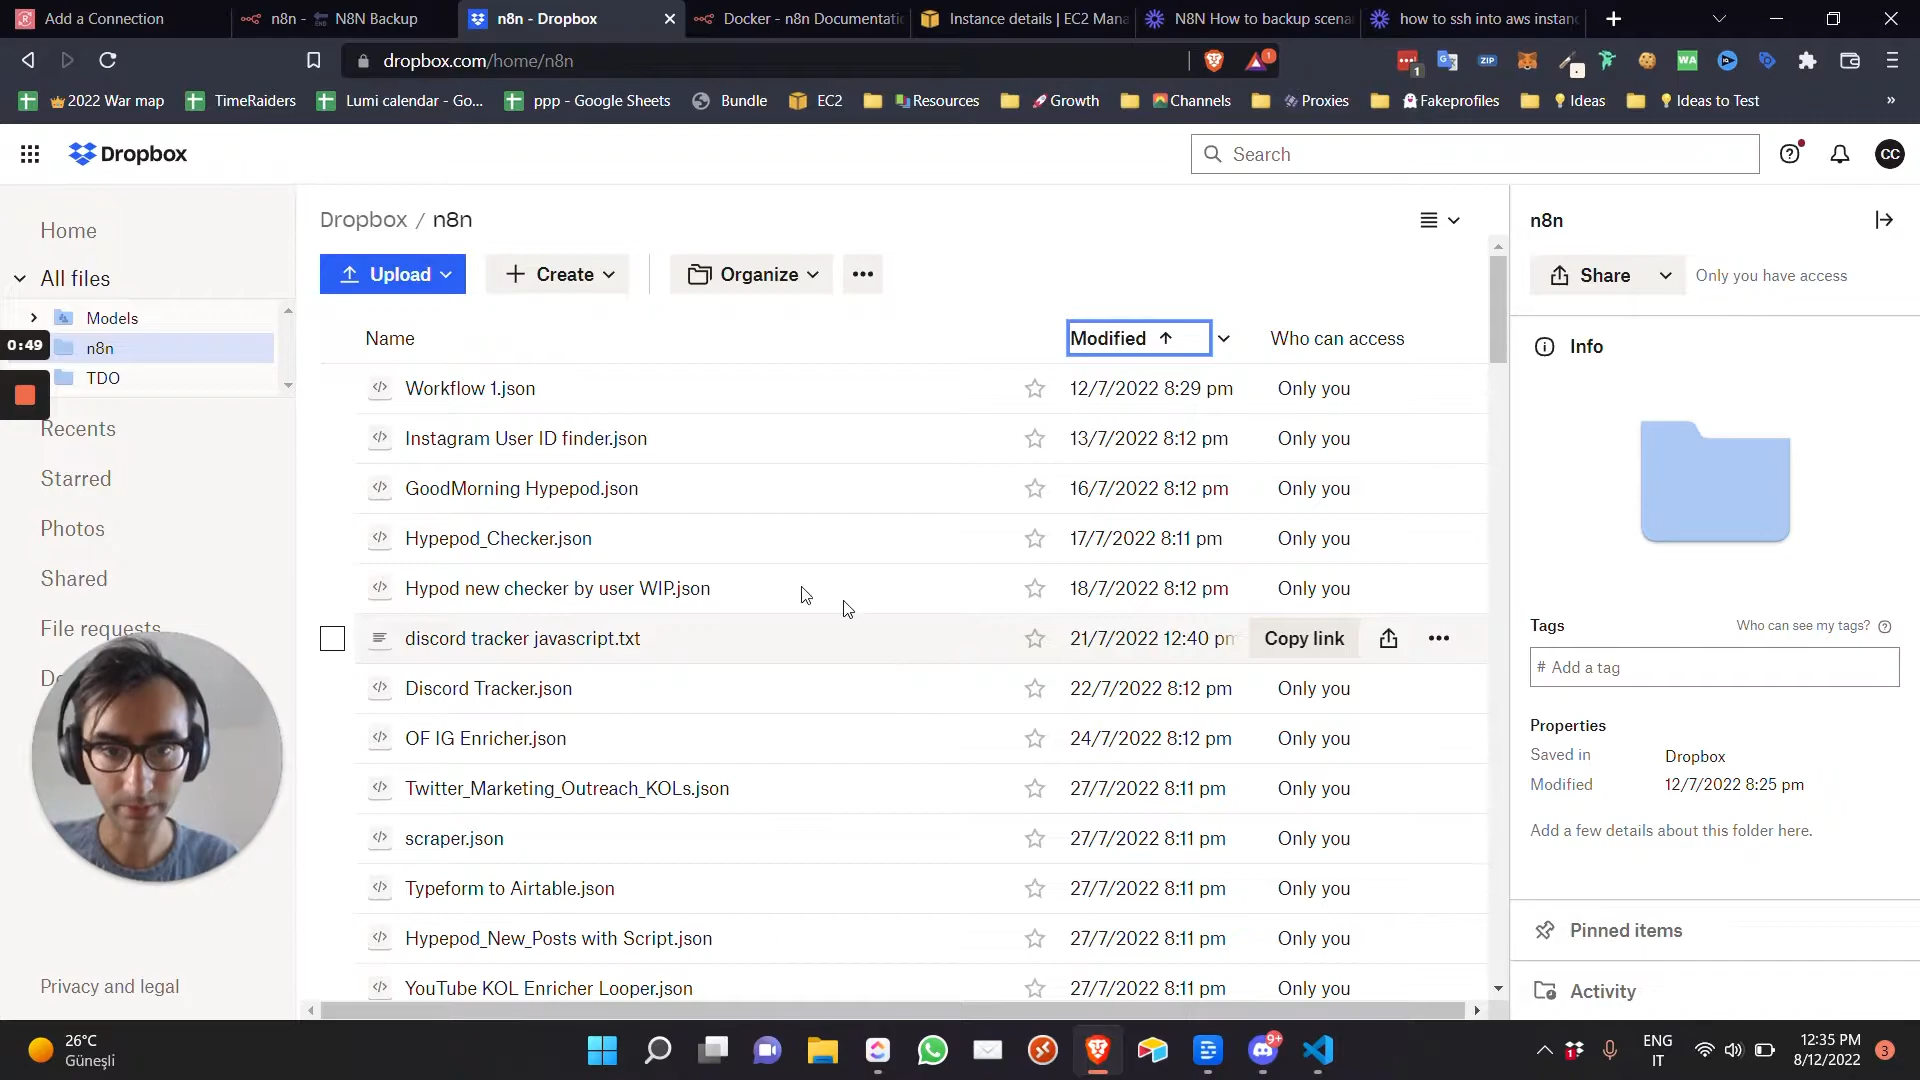 Add a Connection
n8n - N8N Backup
n8n - Dropbox
Docker - n8n Documentatic
Instance details | EC2 Mana
N8N How to backup scena
how to ssh into aws instanc
dropbox.com/home/n8n
1
1
ZIP
WA
2022 War map
TimeRaiders
Lumi calendar - Go...
ppp - Google Sheets
Bundle
EC2
Resources
Growth
Channels
Proxies
Fakeprofiles
Ideas
Ideas to Test
»
Dropbox
Search
CC
Home
All files
Models
0:49
n8n
TDO
Recents
Starred
Photos
Shared
File requests
Privacy and legal
Dropbox / n8n
Upload
Create
Organize
Name
Modified
Who can access
Workflow 1.json 12/7/2022 8:29 pm Only you
Instagram User ID finder.json 13/7/2022 8:12 pm Only you
GoodMorning Hypepod.json 16/7/2022 8:12 pm Only you
Hypepod_Checker.json 17/7/2022 8:11 pm Only you
Hypod new checker by user WIP.json 18/7/2022 8:12 pm Only you
discord tracker javascript.txt 21/7/2022 12:40 pm Copy link
Discord Tracker.json 22/7/2022 8:12 pm Only you
OF IG Enricher.json 24/7/2022 8:12 pm Only you
Twitter_Marketing_Outreach_KOLs.json 27/7/2022 8:11 pm Only you
scraper.json 27/7/2022 8:11 pm Only you
Typeform to Airtable.json 27/7/2022 8:11 pm Only you
Hypepod_New_Posts with Script.json 27/7/2022 8:11 pm Only you
YouTube KOL Enricher Looper.json 27/7/2022 8:11 pm Only you
n8n
Share
Only you have access
Info
Tags
Who can see my tags?
# Add a tag
Properties
Saved in Dropbox
Modified 12/7/2022 8:25 pm
Add a few details about this folder here.
Pinned items
Activity
26°C
Güneşli
9+
1
ENG
IT
12:35 PM
8/12/2022
3